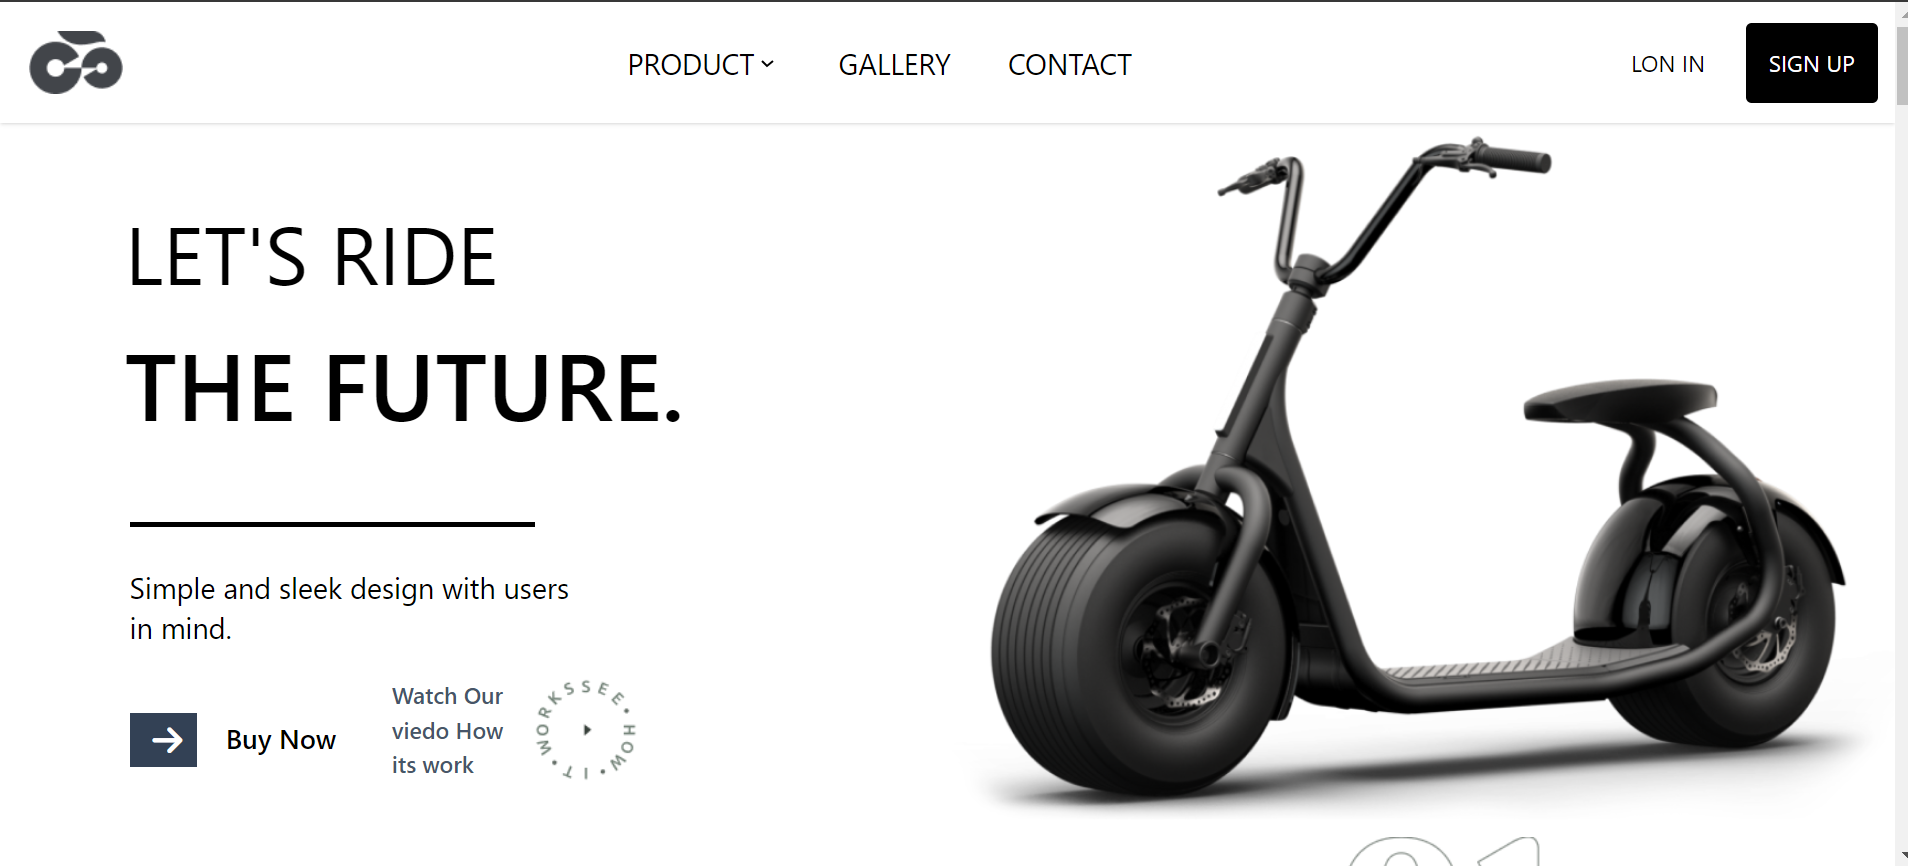 PRODUCT
GALLERY
CONTACT
LON IN
SIGN UP
LET'S RIDE
THE FUTURE.
Simple and sleek design with users
in mind.
Buy Now
Watch Our
viedo How
its work
SEE • HOW • IT • WORKS
01